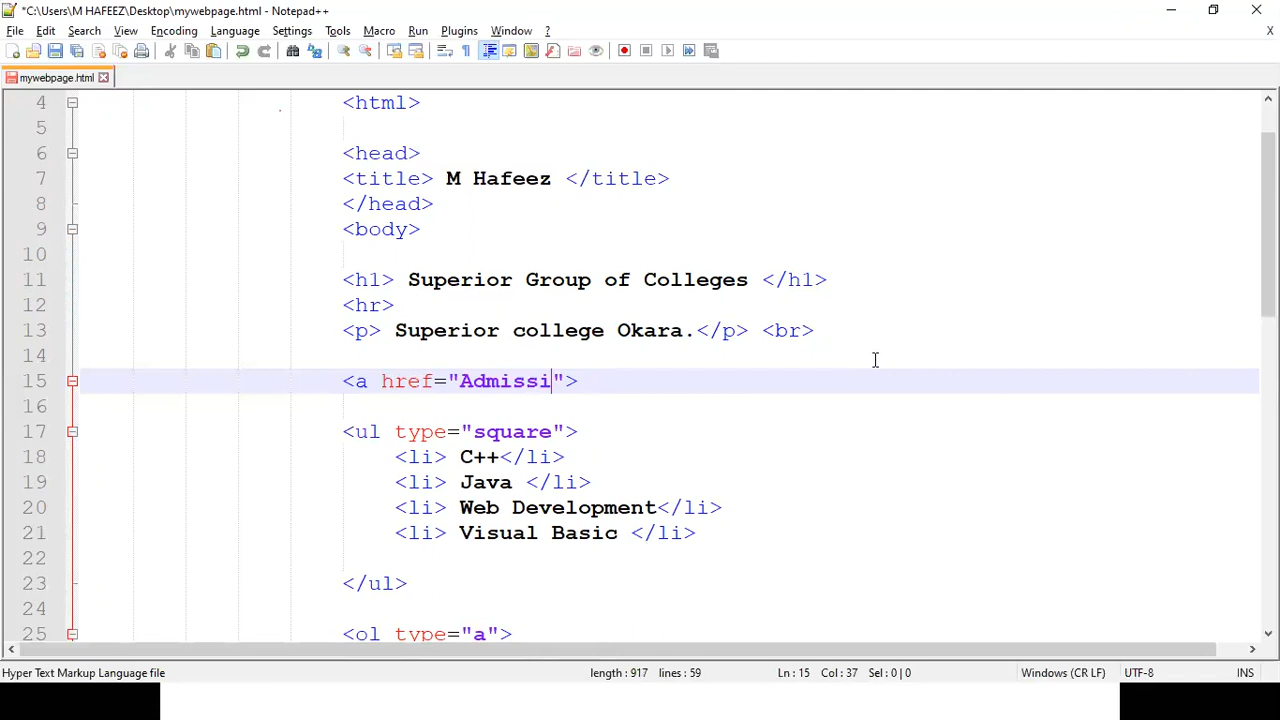 *C:\Users\M HAFEEZ\Desktop\mywebpage.html - Notepad++
File Edit Search View Encoding Language Settings Tools Macro Run Plugins Window ? X
mywebpage.html
4 <html>
5
6 <head>
7 <title> M Hafeez </title>
8 </head>
9 <body>
10
11 <h1> Superior Group of Colleges </h1>
12 <hr>
13 <p> Superior college Okara.</p> <br>
14
15 <a href="Admissi">
16
17 <ul type="square">
18 <li> C++</li>
19 <li> Java </li>
20 <li> Web Development</li>
21 <li> Visual Basic </li>
22
23 </ul>
24
25 <ol type="a">
Hyper Text Markup Language file length : 917 lines : 59 Ln : 15 Col : 37 Sel : 0 | 0 Windows (CR LF) UTF-8 INS